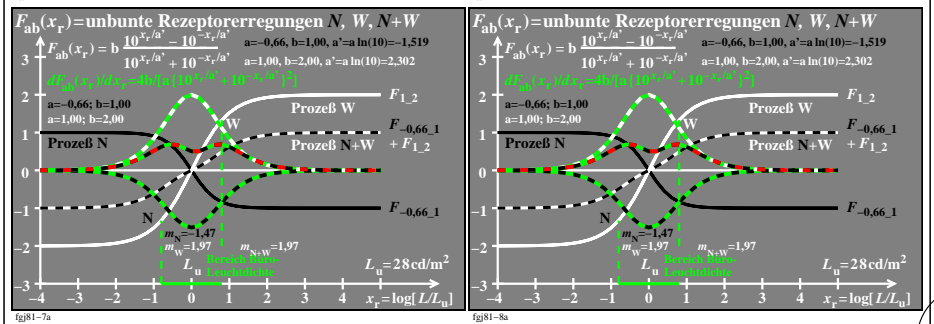 F_ab(x_r)=unbunte Rezeptorerregungen N, W, N+W
F_ab(x_r) = b (10^{x_r/a'} − 10^{−x_r/a'}) / (10^{x_r/a'} + 10^{−x_r/a'})
a=−0,66, b=1,00, a'=a ln(10)=−1,519
a=1,00, b=2,00, a'=a ln(10)=2,302
dF_ab(x_r)/dx_r=4b/[a{10^{x_r/a'}+10^{−x_r/a'}}^2]
a=−0,66; b=1,00
a=1,00; b=2,00
3
2
1
0
−1
−2
−3
F_1_2
Prozeß W
W
F_−0,66_1
+ F_1_2
Prozeß N
Prozeß N+W
F_−0,66_1
N
m_N=−1,47
m_W=1,97
m_N+W=1,97
L_u
Bereich Büro-
Leuchtdichte
L_u=28cd/m^2
−4 −3 −2 −1 0 1 2 3 4
x_r=log[L/L_u]
fgj81−7a
F_ab(x_r)=unbunte Rezeptorerregungen N, W, N+W
F_ab(x_r) = b (10^{x_r/a'} − 10^{−x_r/a'}) / (10^{x_r/a'} + 10^{−x_r/a'})
a=−0,66, b=1,00, a'=a ln(10)=−1,519
a=1,00, b=2,00, a'=a ln(10)=2,302
dF_ab(x_r)/dx_r=4b/[a{10^{x_r/a'}+10^{−x_r/a'}}^2]
a=−0,66; b=1,00
a=1,00; b=2,00
3
2
1
0
−1
−2
−3
F_1_2
Prozeß W
W
F_−0,66_1
+ F_1_2
Prozeß N
Prozeß N+W
F_−0,66_1
N
m_N=−1,47
m_W=1,97
m_N+W=1,97
L_u
Bereich Büro-
Leuchtdichte
L_u=28cd/m^2
−4 −3 −2 −1 0 1 2 3 4
x_r=log[L/L_u]
fgj81−8a